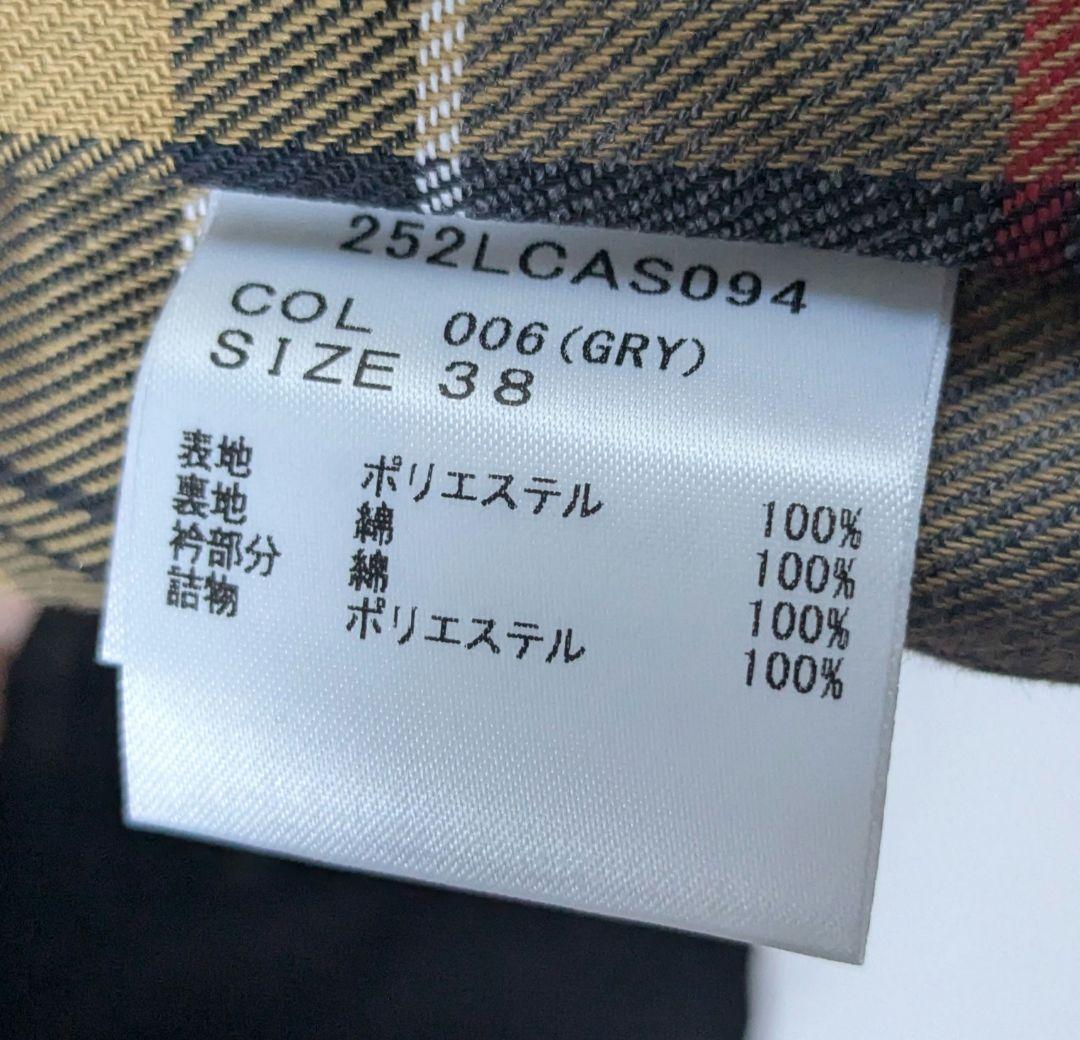 252LCAS094
COL 006(GRY)
SIZE 38
表地 ポリエステル 100%
裏地 綿 100%
衿部分 綿 100%
詰物 ポリエステル 100%